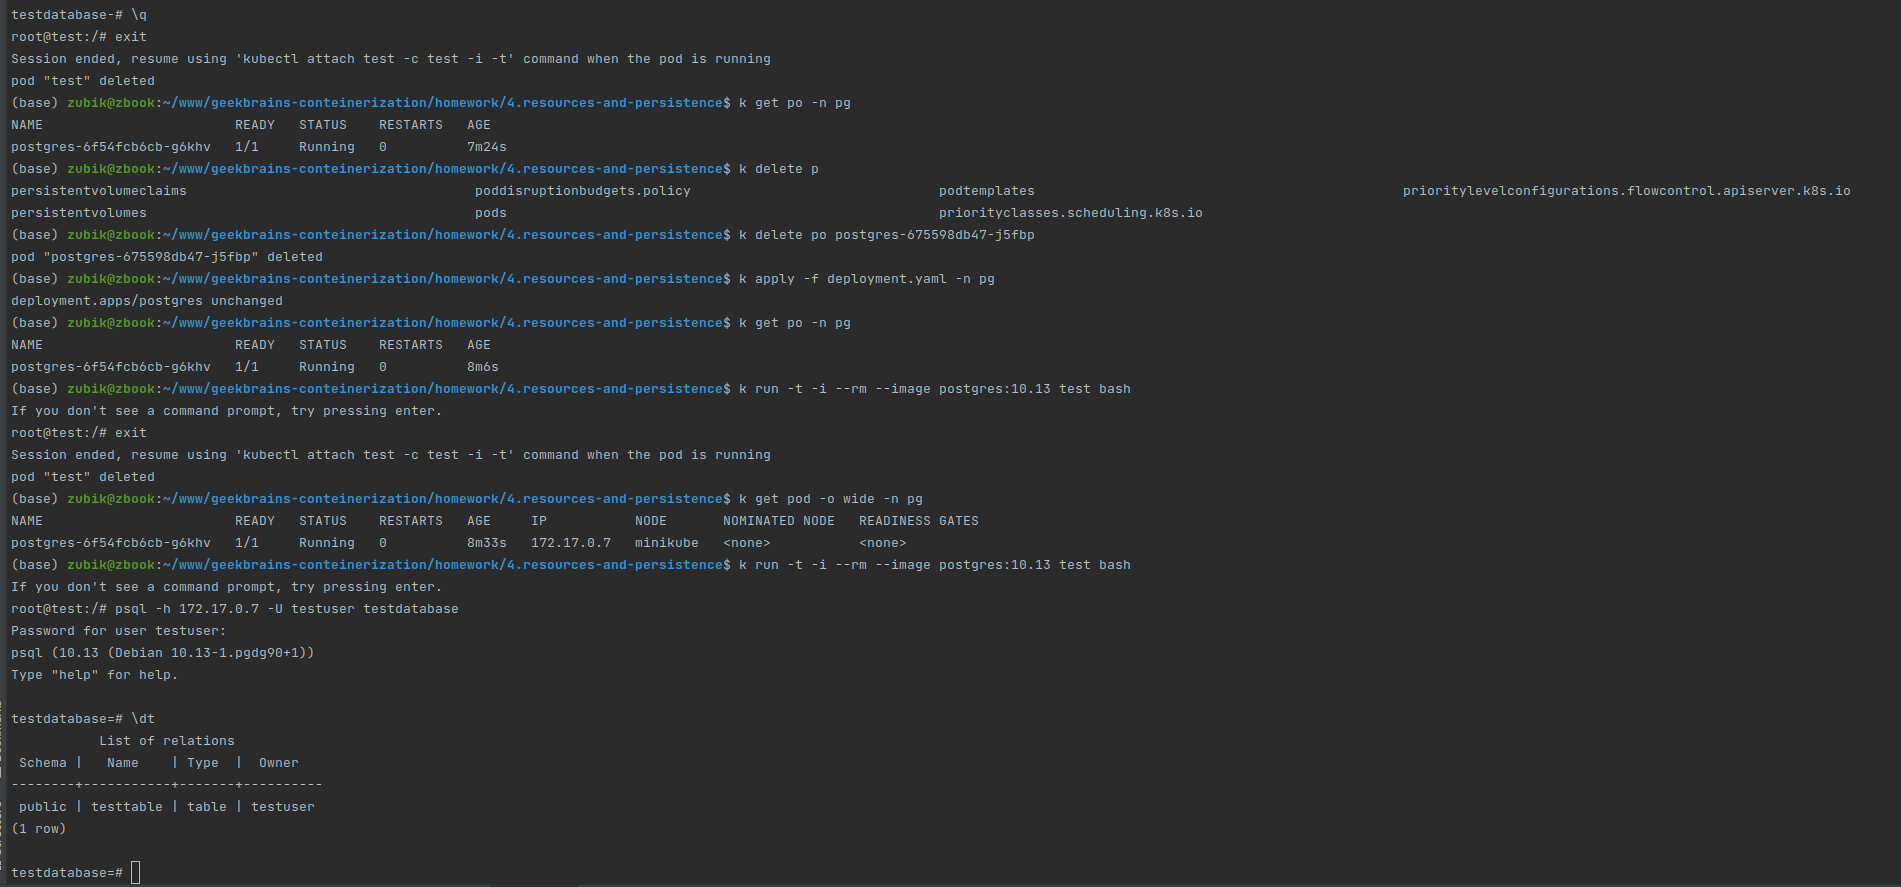 testdatabase-# \q
root@test:/# exit
Session ended, resume using 'kubectl attach test -c test -i -t' command when the pod is running
pod "test" deleted
(base) zubik@zbook:~/www/geekbrains-conteinerization/homework/4.resources-and-persistence$ k get po -n pg
NAME                            READY   STATUS    RESTARTS   AGE
postgres-6f54fcb6cb-g6khv   1/1     Running   0          7m24s
(base) zubik@zbook:~/www/geekbrains-conteinerization/homework/4.resources-and-persistence$ k delete p
persistentvolumeclaims                                    poddisruptionbudgets.policy                               podtemplates                                              prioritylevelconfigurations.flowcontrol.apiserver.k8s.io
persistentvolumes                                         pods                                                      priorityclasses.scheduling.k8s.io
(base) zubik@zbook:~/www/geekbrains-conteinerization/homework/4.resources-and-persistence$ k delete po postgres-675598db47-j5fbp
pod "postgres-675598db47-j5fbp" deleted
(base) zubik@zbook:~/www/geekbrains-conteinerization/homework/4.resources-and-persistence$ k apply -f deployment.yaml -n pg
deployment.apps/postgres unchanged
(base) zubik@zbook:~/www/geekbrains-conteinerization/homework/4.resources-and-persistence$ k get po -n pg
NAME                            READY   STATUS    RESTARTS   AGE
postgres-6f54fcb6cb-g6khv   1/1     Running   0          8m6s
(base) zubik@zbook:~/www/geekbrains-conteinerization/homework/4.resources-and-persistence$ k run -t -i --rm --image postgres:10.13 test bash
If you don't see a command prompt, try pressing enter.
root@test:/# exit
Session ended, resume using 'kubectl attach test -c test -i -t' command when the pod is running
pod "test" deleted
(base) zubik@zbook:~/www/geekbrains-conteinerization/homework/4.resources-and-persistence$ k get pod -o wide -n pg
NAME                            READY   STATUS    RESTARTS   AGE     IP           NODE       NOMINATED NODE   READINESS GATES
postgres-6f54fcb6cb-g6khv   1/1     Running   0          8m33s   172.17.0.7   minikube   <none>           <none>
(base) zubik@zbook:~/www/geekbrains-conteinerization/homework/4.resources-and-persistence$ k run -t -i --rm --image postgres:10.13 test bash
If you don't see a command prompt, try pressing enter.
root@test:/# psql -h 172.17.0.7 -U testuser testdatabase
Password for user testuser:
psql (10.13 (Debian 10.13-1.pgdg90+1))
Type "help" for help.

testdatabase=# \dt
           List of relations
 Schema |   Name    | Type  |  Owner
--------+-----------+-------+----------
 public | testtable | table | testuser
(1 row)

testdatabase=#